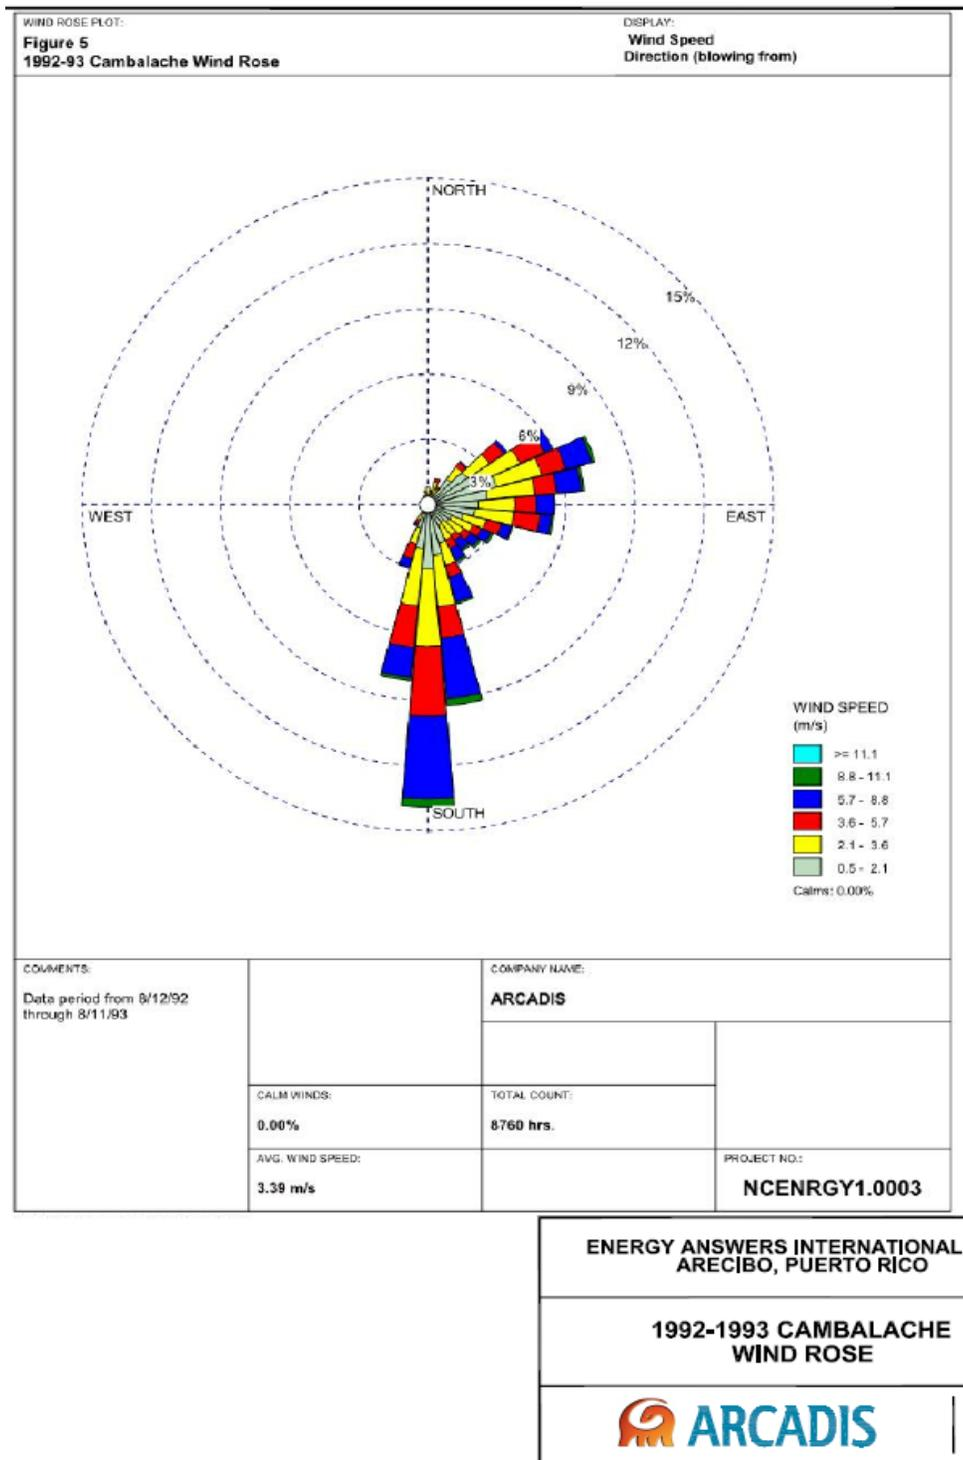 WIND ROSE PLOT:
Figure 5
1992-93 Cambalache Wind Rose
DISPLAY:
Wind Speed
Direction (blowing from)
NORTH
15%
12%
9%
6%
3%
WEST
EAST
SOUTH
WIND SPEED
(m/s)
>= 11.1
8.8 - 11.1
5.7 - 8.8
3.6 - 5.7
2.1 - 3.6
0.5 - 2.1
Calms: 0.00%
COMMENTS:
Data period from 8/12/92
through 8/11/93
COMPANY NAME:
ARCADIS
CALM WINDS:
0.00%
TOTAL COUNT:
8760 hrs.
AVG. WIND SPEED:
3.39 m/s
PROJECT NO.:
NCENRGY1.0003
ENERGY ANSWERS INTERNATIONAL
ARECIBO, PUERTO RICO
1992-1993 CAMBALACHE
WIND ROSE
ARCADIS